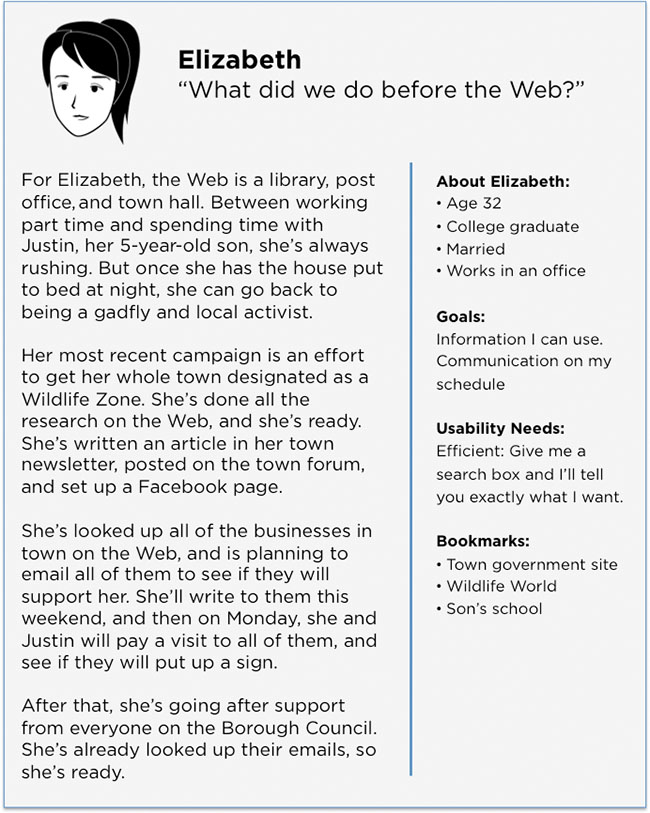 Elizabeth
“What did we do before the Web?”
For Elizabeth, the Web is a library, post
office, and town hall. Between working
part time and spending time with
Justin, her 5-year-old son, she’s always
rushing. But once she has the house put
to bed at night, she can go back to
being a gadfly and local activist.
Her most recent campaign is an effort
to get her whole town designated as a
Wildlife Zone. She’s done all the
research on the Web, and she’s ready.
She’s written an article in her town
newsletter, posted on the town forum,
and set up a Facebook page.
She’s looked up all of the businesses in
town on the Web, and is planning to
email all of them to see if they will
support her. She’ll write to them this
weekend, and then on Monday, she and
Justin will pay a visit to all of them, and
see if they will put up a sign.
After that, she’s going after support
from everyone on the Borough Council.
She’s already looked up their emails, so
she’s ready.
About Elizabeth:
• Age 32
• College graduate
• Married
• Works in an office
Goals:
Information I can use.
Communication on my
schedule
Usability Needs:
Efficient: Give me a
search box and I’ll tell
you exactly what I want.
Bookmarks:
• Town government site
• Wildlife World
• Son’s school